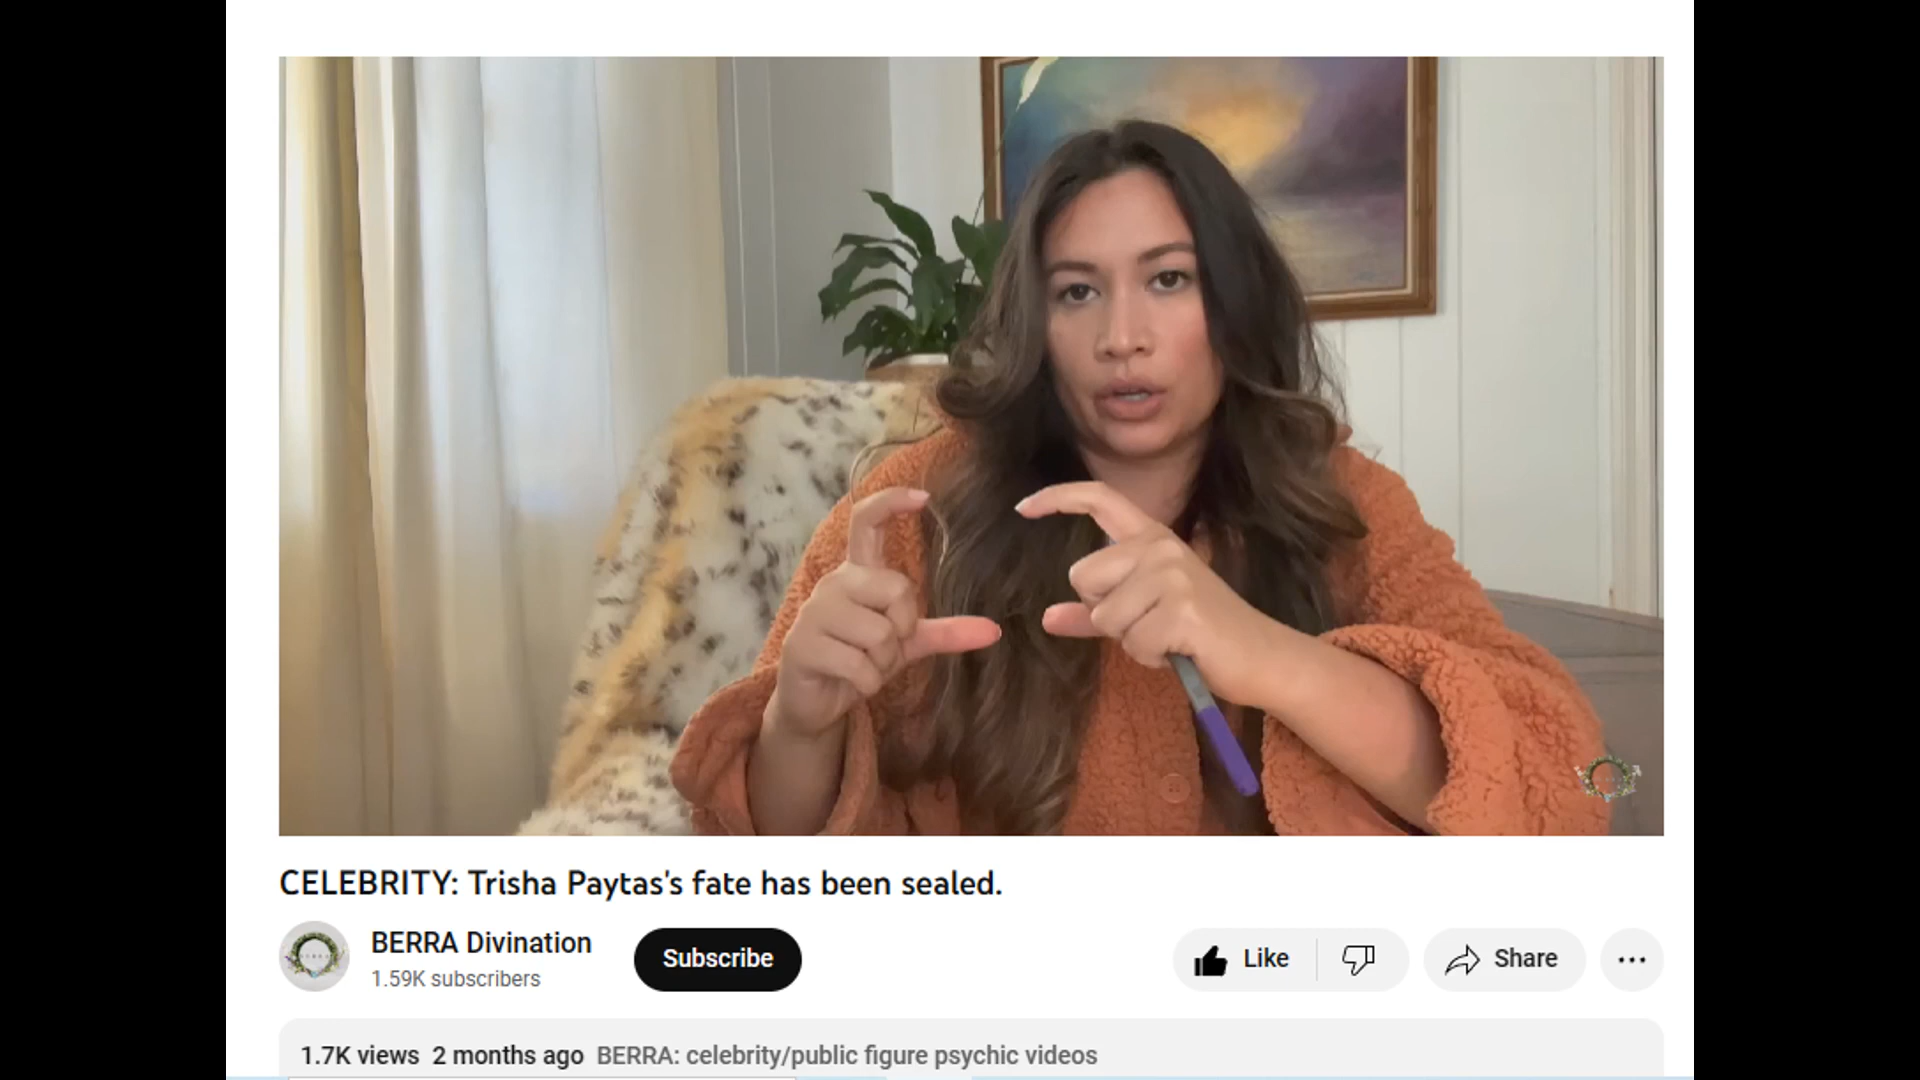 CELEBRITY: Trisha Paytas's fate has been sealed.
BERRA Divination
1.59K subscribers
Subscribe
Like
Share
1.7K views 2 months ago BERRA: celebrity/public figure psychic videos